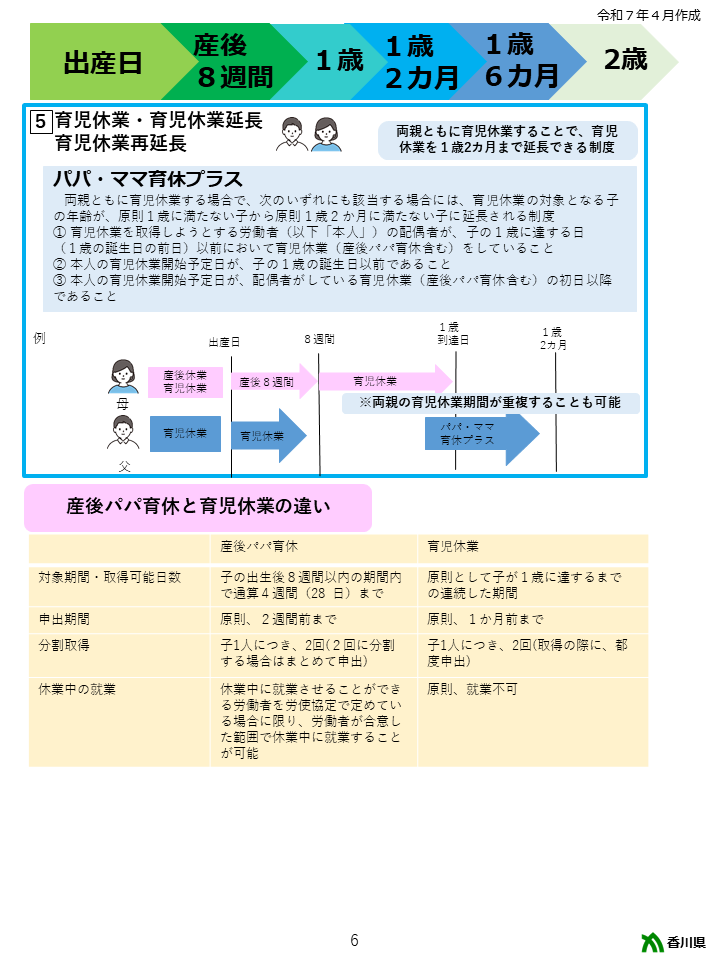 令和７年４月作成
出産日
産後
８週間
１歳
１歳
２カ月
１歳
６カ月
2歳
5 育児休業・育児休業延長
育児休業再延長
両親ともに育児休業することで、育児
休業を１歳2カ月まで延長できる制度
パパ・ママ育休プラス
両親ともに育児休業する場合で、次のいずれにも該当する場合には、育児休業の対象となる子
の年齢が、原則１歳に満たない子から原則１歳２か月に満たない子に延長される制度
① 育児休業を取得しようとする労働者（以下「本人」）の配偶者が、子の１歳に達する日
（１歳の誕生日の前日）以前において育児休業（産後パパ育休含む）をしていること
② 本人の育児休業開始予定日が、子の１歳の誕生日以前であること
③ 本人の育児休業開始予定日が、配偶者がしている育児休業（産後パパ育休含む）の初日以降
であること
例
出産日
８週間
１歳
到達日
１歳
2カ月
母
産後休業
育児休業
産後８週間
育児休業
※両親の育児休業期間が重複することも可能
父
育児休業
育児休業
パパ・ママ
育休プラス
産後パパ育休と育児休業の違い
産後パパ育休
育児休業
対象期間・取得可能日数
子の出生後８週間以内の期間内
で通算４週間（28 日）まで
原則として子が１歳に達するまで
の連続した期間
申出期間
原則、２週間前まで
原則、１か月前まで
分割取得
子1人につき、2回(２回に分割
する場合はまとめて申出)
子1人につき、2回(取得の際に、都
度申出)
休業中の就業
休業中に就業させることができ
る労働者を労使協定で定めてい
る場合に限り、労働者が合意し
た範囲で休業中に就業すること
が可能
原則、就業不可
6
香川県